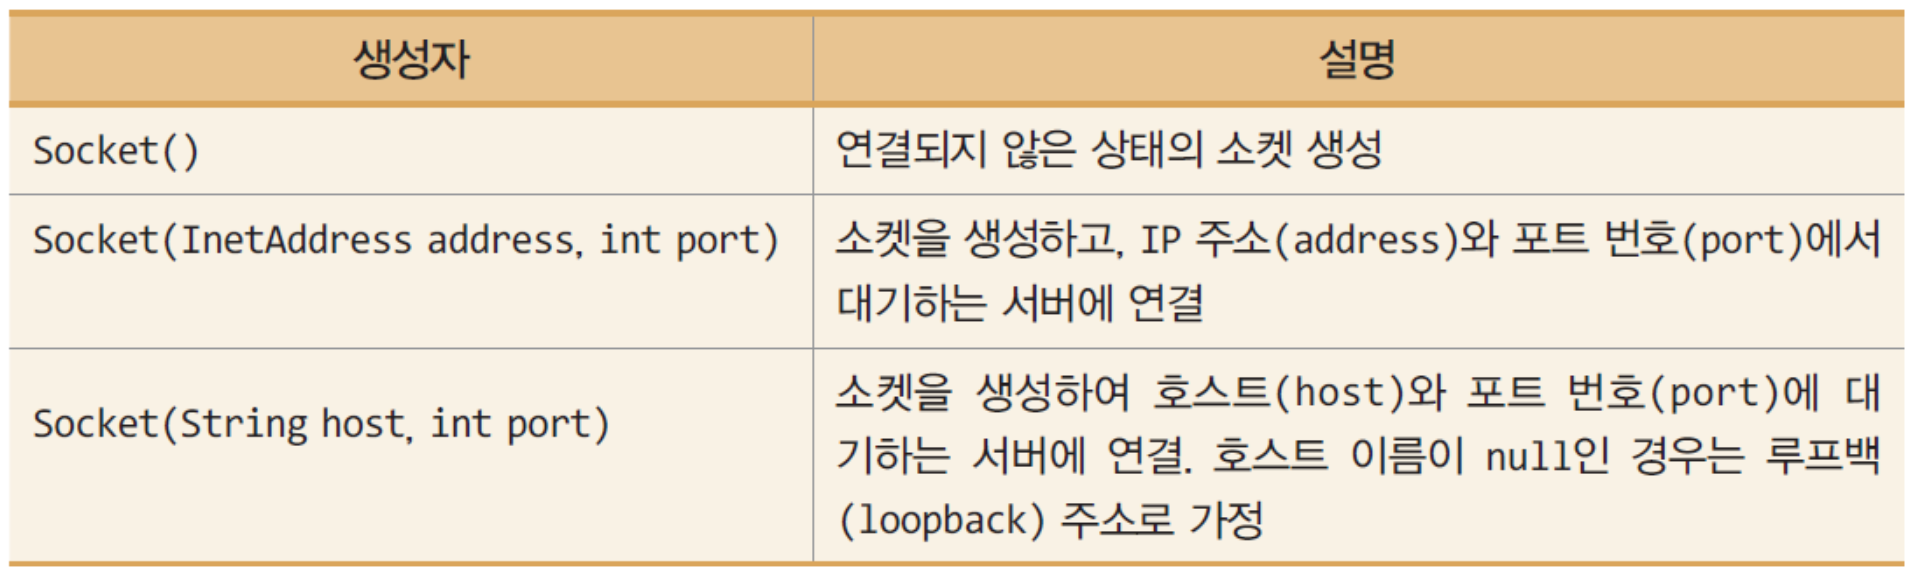 생성자 설명
Socket() 연결되지 않은 상태의 소켓 생성
Socket(InetAddress address, int port) 소켓을 생성하고, IP 주소(address)와 포트 번호(port)에서
대기하는 서버에 연결
소켓을 생성하여 호스트(host)와 포트 번호(port)에 대
Socket(String host, int port) 기하는 서버에 연결. 호스트 이름이 null인 경우는 루프백
(loopback) 주소로 가정